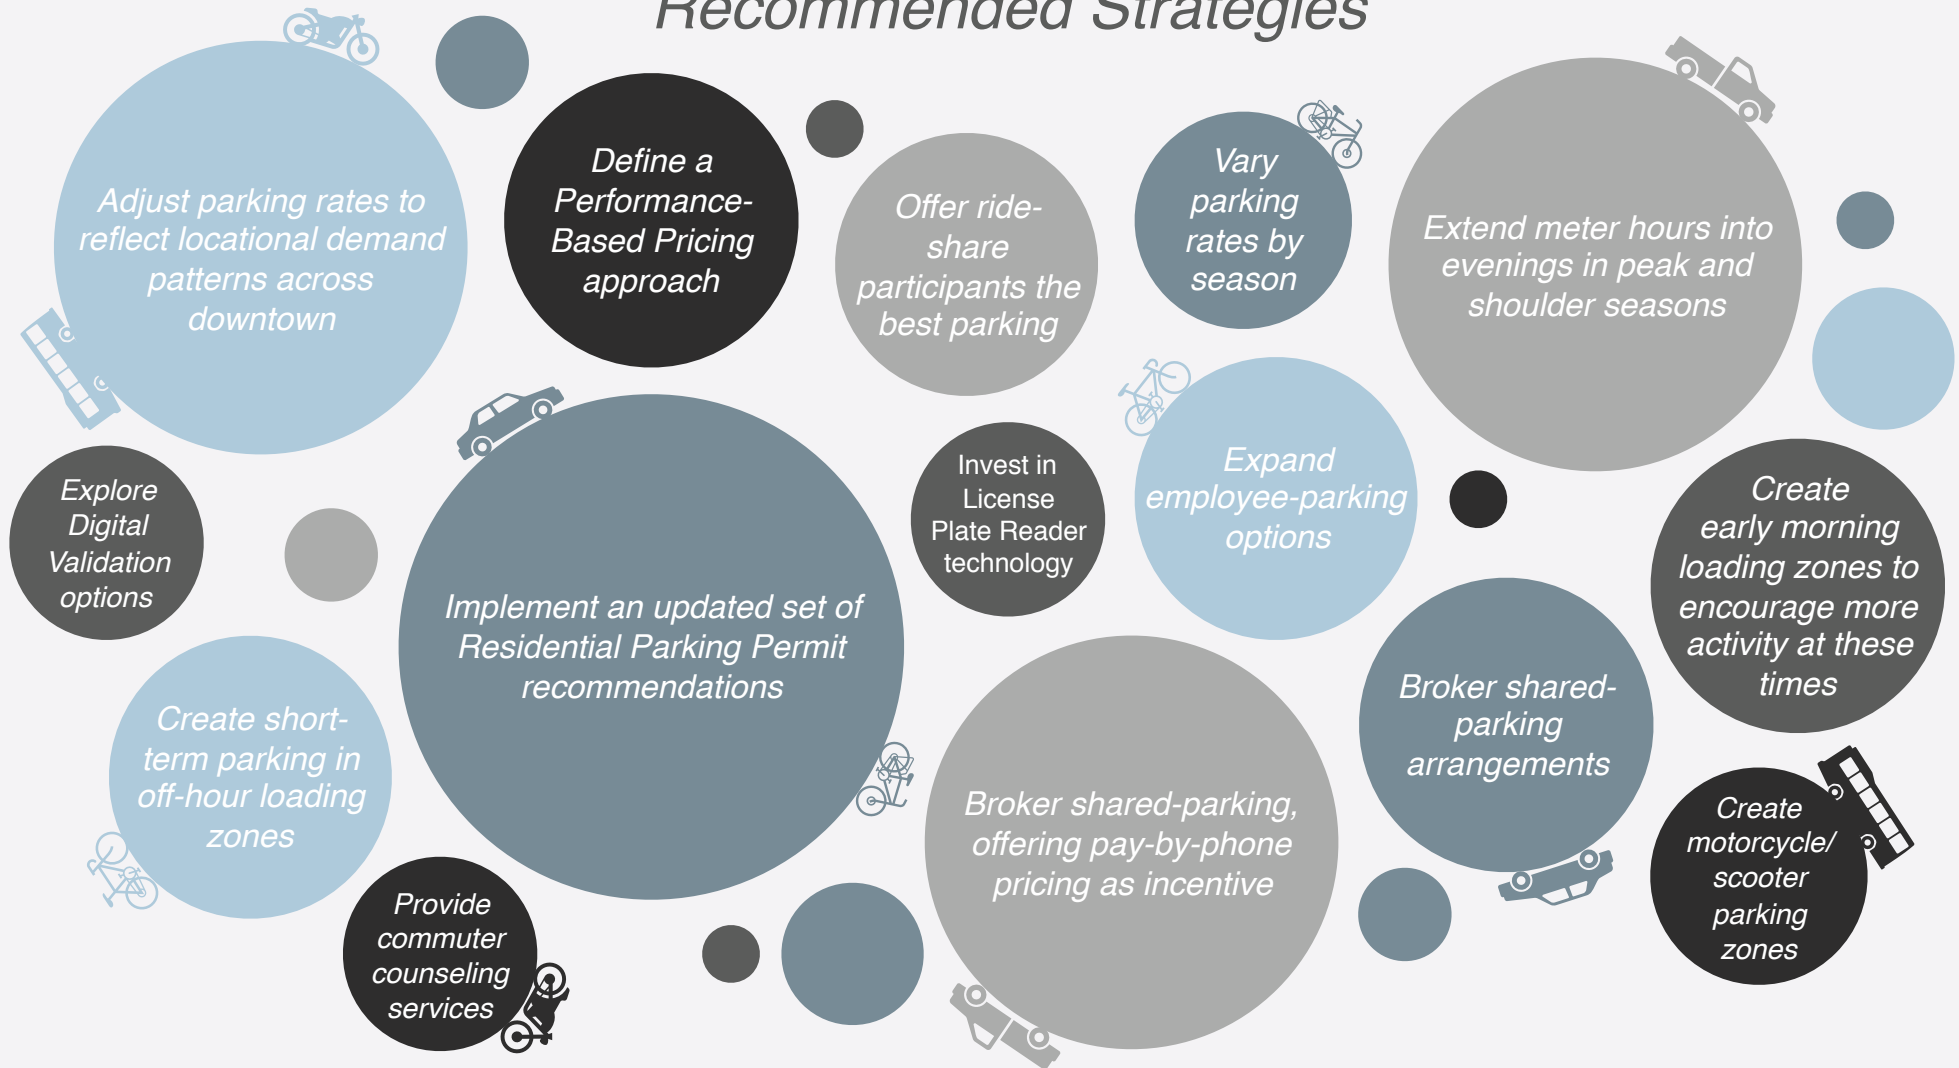 Recommended Strategies
Adjust parking rates to
reflect locational demand
patterns across
downtown
Define a
Performance-
Based Pricing
approach
Offer ride-
share
participants the
best parking
Vary
parking
rates by
season
Extend meter hours into
evenings in peak and
shoulder seasons
Explore
Digital
Validation
options
Implement an updated set of
Residential Parking Permit
recommendations
Invest in
License
Plate Reader
technology
Expand
employee-parking
options
Create
early morning
loading zones to
encourage more
activity at these
times
Create short-
term parking in
off-hour loading
zones
Broker shared-parking,
offering pay-by-phone
pricing as incentive
Broker shared-
parking
arrangements
Provide
commuter
counseling
services
Create
motorcycle/
scooter
parking
zones